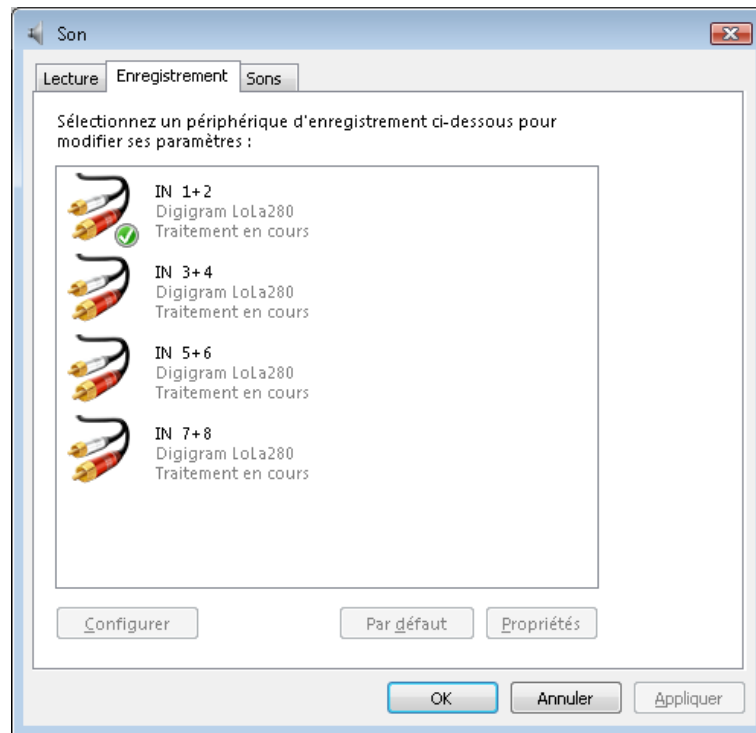 Son
Lecture Enregistrement Sons
Sélectionnez un périphérique d'enregistrement ci-dessous pour
modifier ses paramètres :
IN 1+2
Digigram LoLa280
Traitement en cours
IN 3+4
Digigram LoLa280
Traitement en cours
IN 5+6
Digigram LoLa280
Traitement en cours
IN 7+8
Digigram LoLa280
Traitement en cours
Configurer Par défaut Propriétés
OK Annuler Appliquer